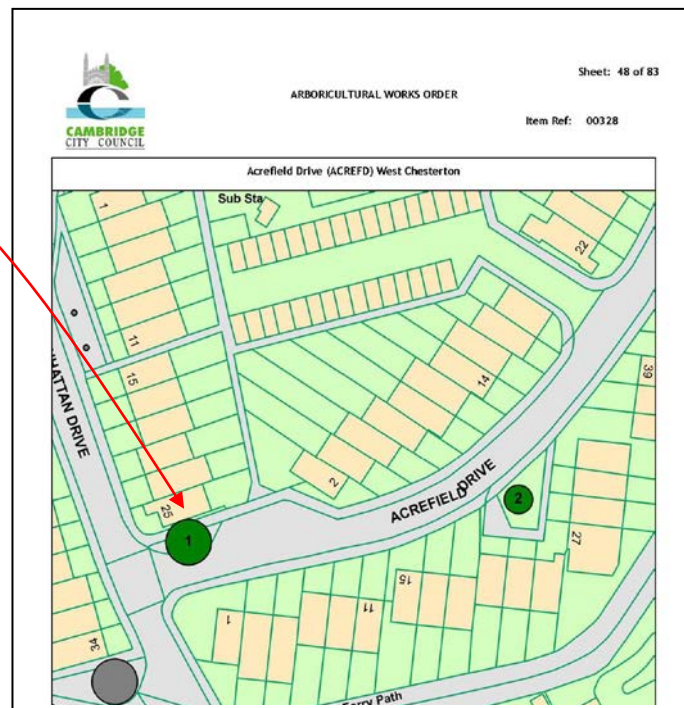 Sheet: 48 of 83
ARBORICULTURAL WORKS ORDER
CAMBRIDGE
CITY COUNCIL
Item Ref: 00328
Acrefield Drive (ACREFD) West Chesterton
Sub Sta
1
22
11
15
39
14
DRIVE
2
ACREFIELD DRIVE
2
25
1
27
15
11
1
34
Ferry Path